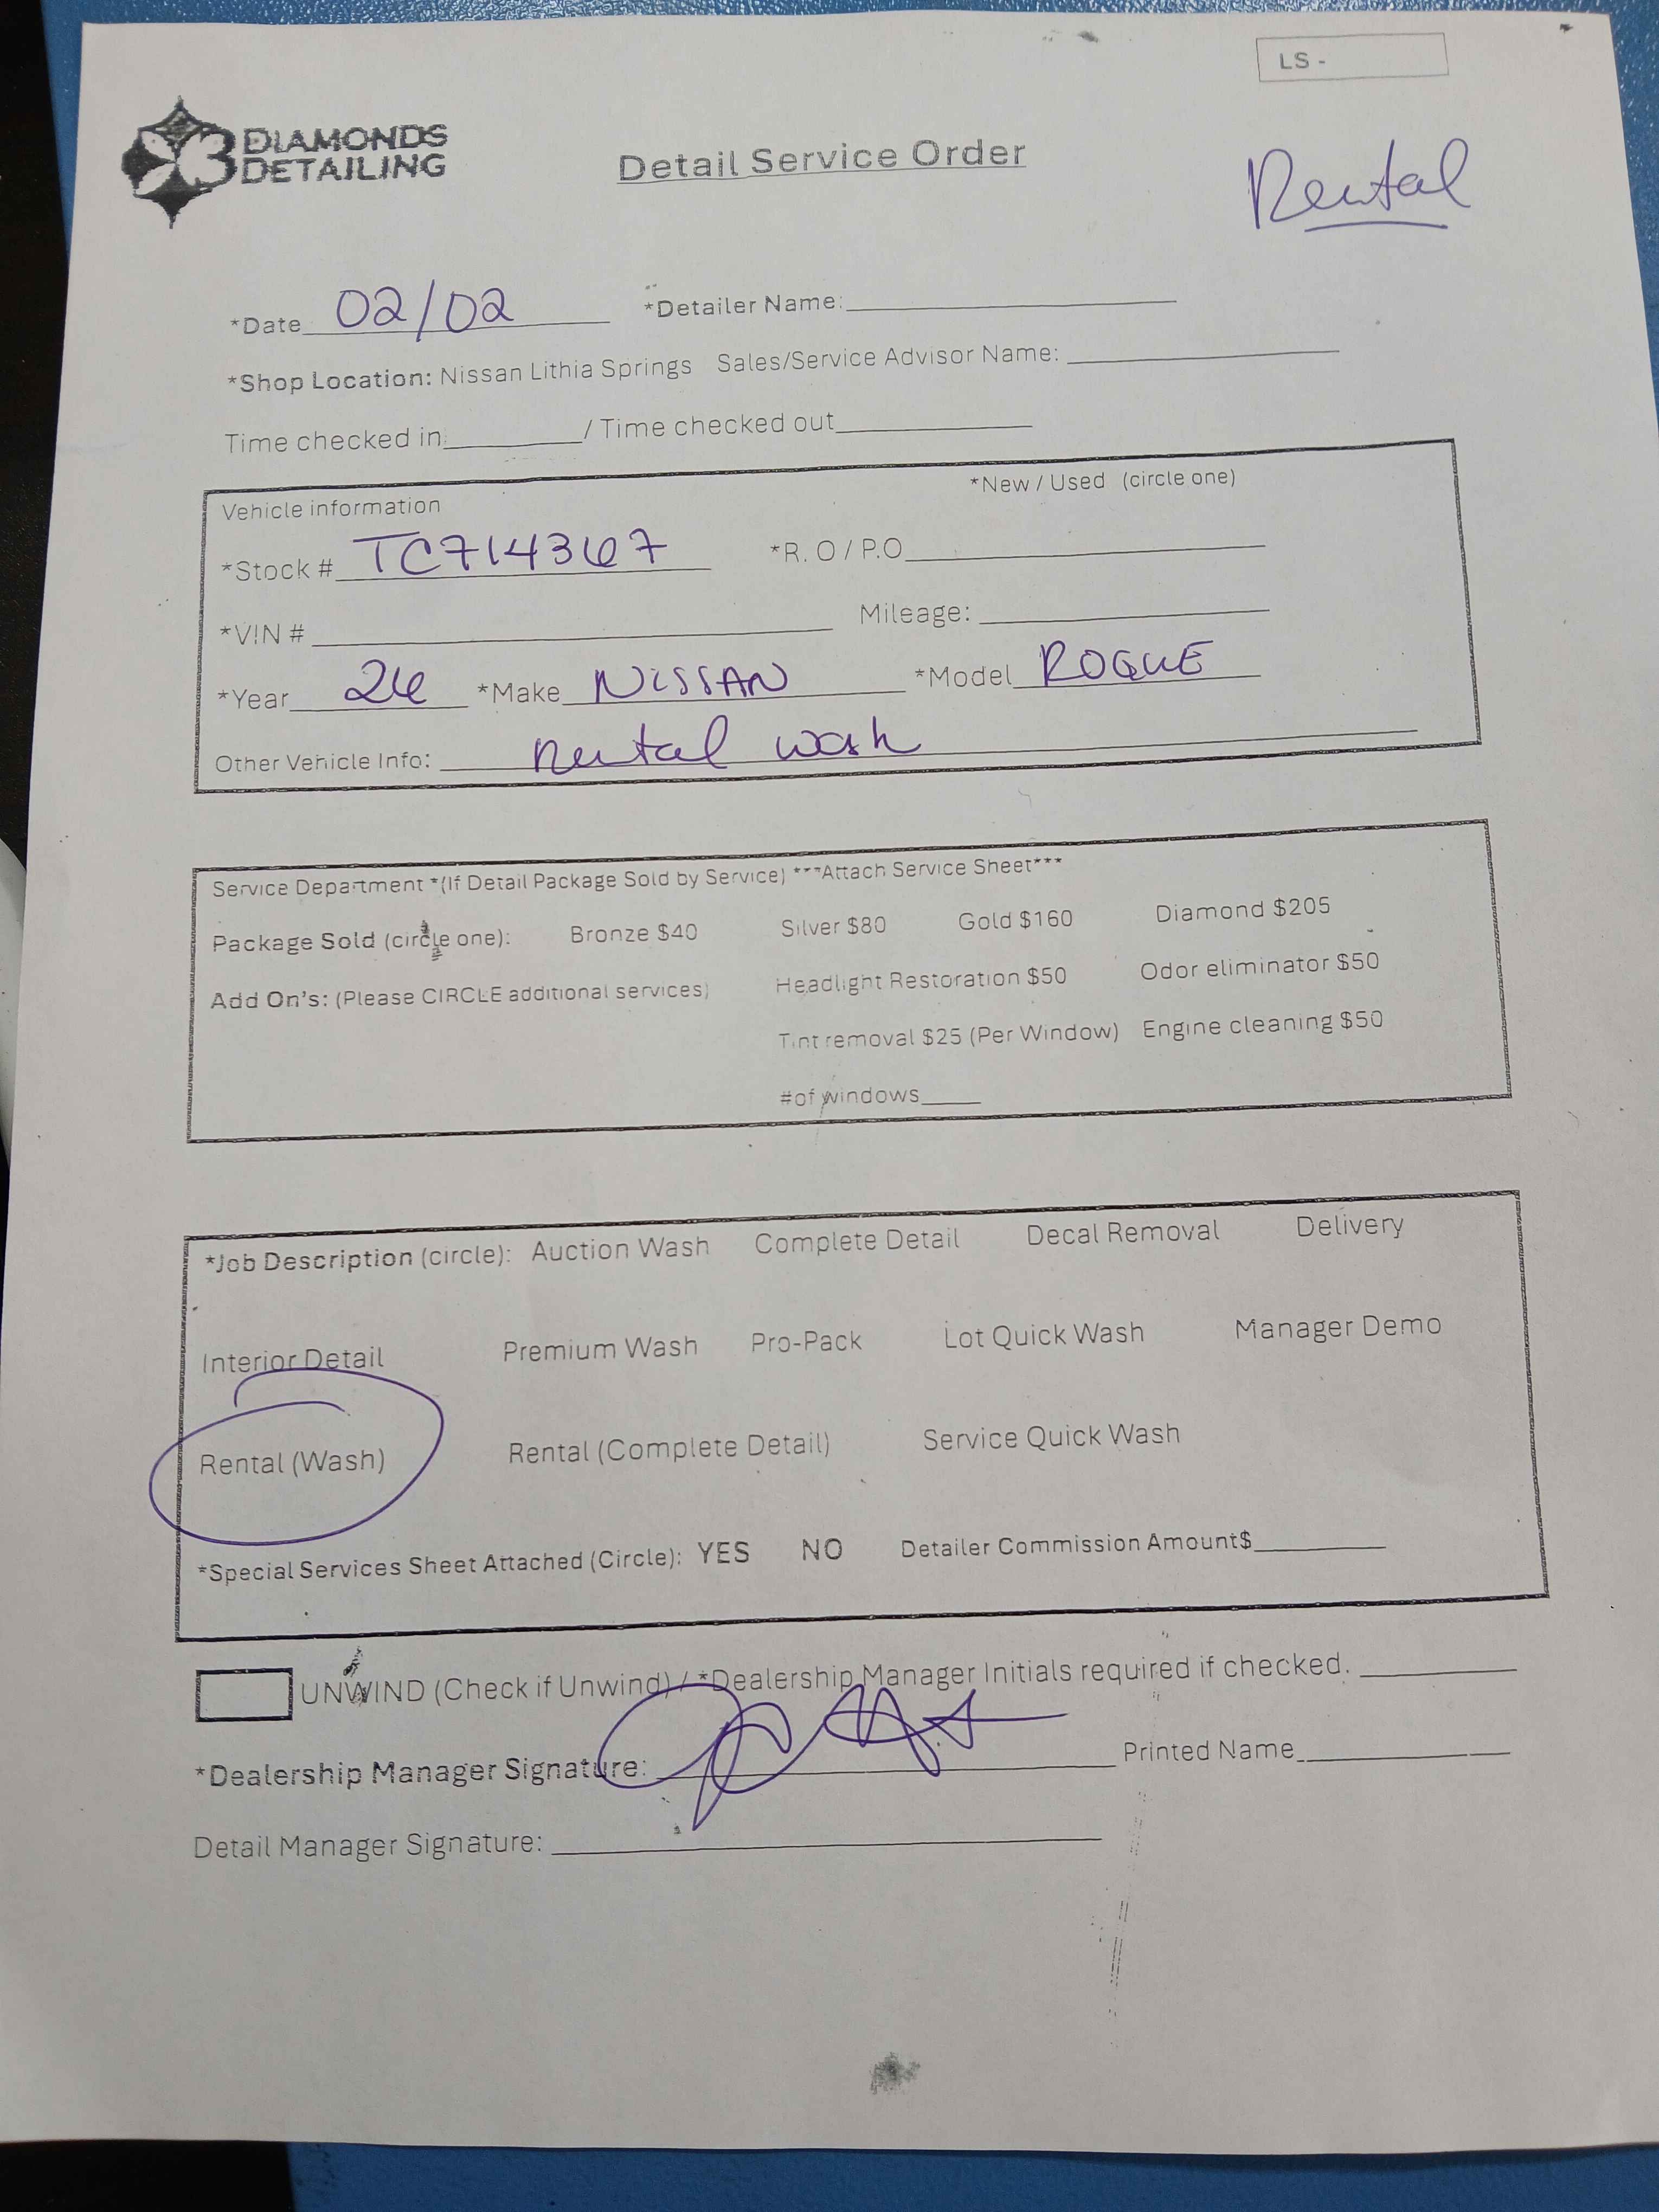 LS -
DIAMONDS
DETAILING
Detail Service Order
Rental
*Date 02/02 *Detailer Name:
*Shop Location: Nissan Lithia Springs Sales/Service Advisor Name:
Time checked in: / Time checked out
Vehicle information *New / Used (circle one)
*Stock # TC714367 *R. O / P.O
*VIN # Mileage:
*Year 26 *Make NISSAN *Model ROGUE
Other Vehicle Info: Rental wash
Service Department *(If Detail Package Sold by Service) ***Attach Service Sheet***
Package Sold (circle one): Bronze $40 Silver $80 Gold $160 Diamond $205
Add On's: (Please CIRCLE additional services) Headlight Restoration $50 Odor eliminator $50
Tint removal $25 (Per Window) Engine cleaning $50
#of windows
*Job Description (circle): Auction Wash Complete Detail Decal Removal Delivery
Interior Detail Premium Wash Pro-Pack Lot Quick Wash Manager Demo
Rental (Wash) Rental (Complete Detail) Service Quick Wash
*Special Services Sheet Attached (Circle): YES NO Detailer Commission Amount$
UNWIND (Check if Unwind) / *Dealership Manager Initials required if checked.
*Dealership Manager Signature: Printed Name
Detail Manager Signature: